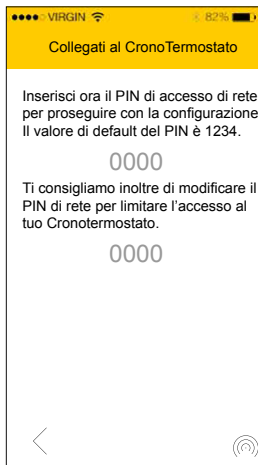 VIRGIN 82%
Collegati al CronoTermostato
Inserisci ora il PIN di accesso di rete
per proseguire con la configurazione
Il valore di default del PIN è 1234.
0000
Ti consigliamo inoltre di modificare il
PIN di rete per limitare l'accesso al
tuo Cronotermostato.
0000